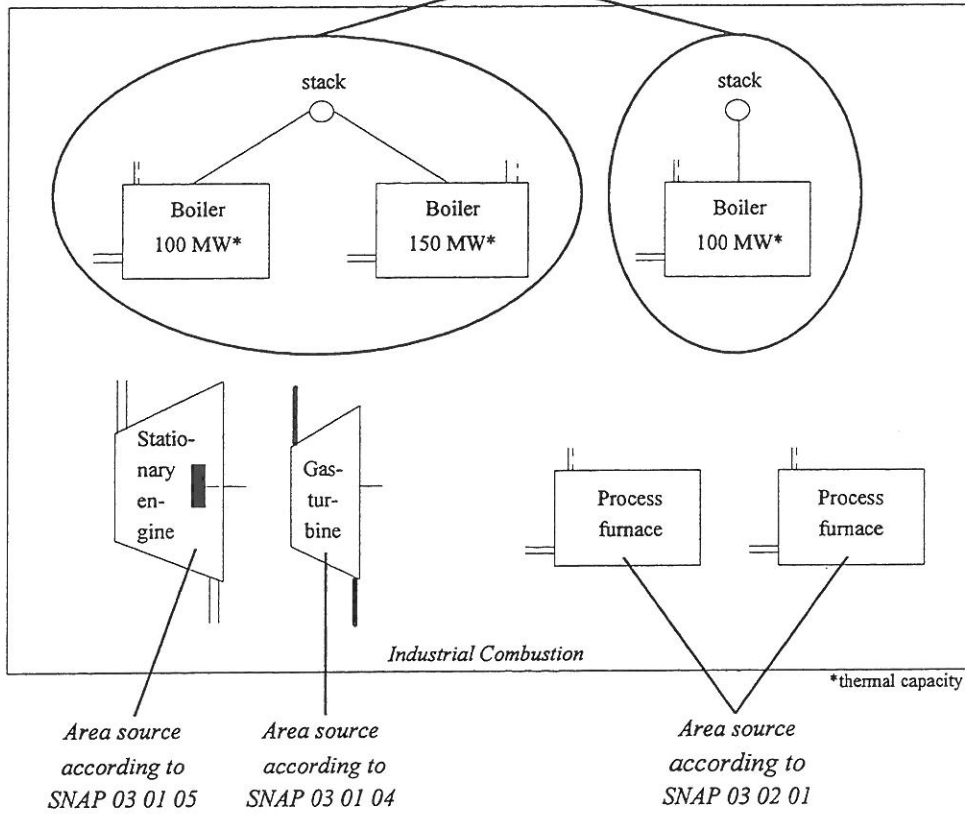 stack
stack
Boiler
100 MW*
Boiler
150 MW*
Boiler
100 MW*
Statio-
nary
en-
gine
Gas-
tur-
bine
Process
furnace
Process
furnace
Industrial Combustion
*thermal capacity
Area source
according to
SNAP 03 01 05
Area source
according to
SNAP 03 01 04
Area source
according to
SNAP 03 02 01